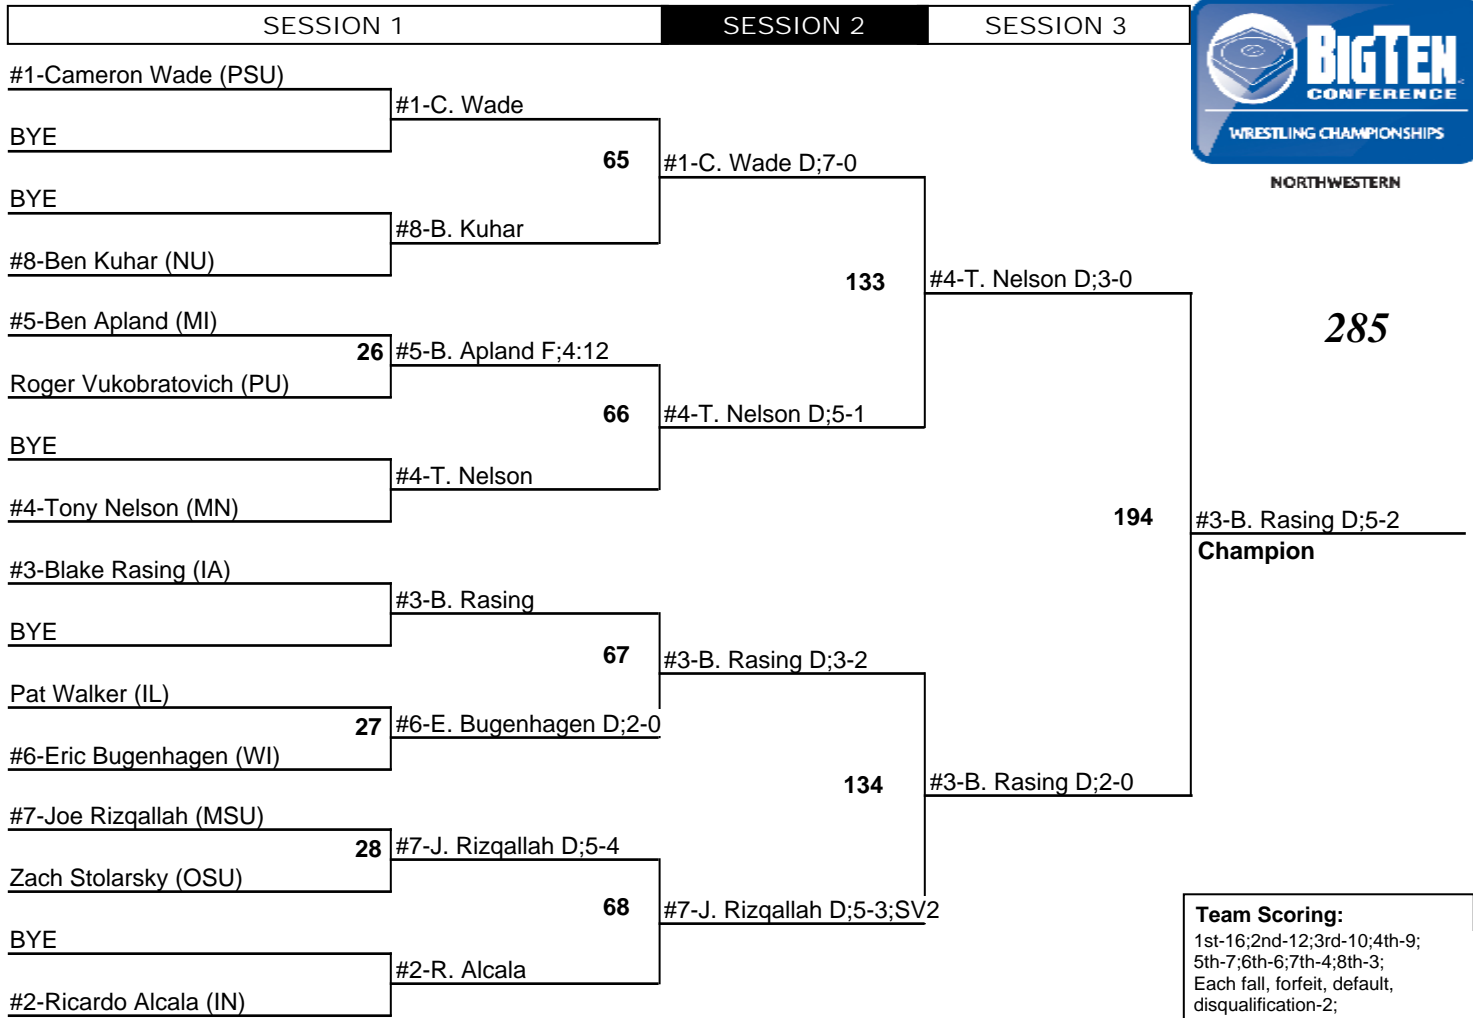 SESSION 1 SESSION 2 SESSION 3
BIGTEN
CONFERENCE
WRESTLING CHAMPIONSHIPS
NORTHWESTERN
285
#1-Cameron Wade (PSU)
#1-C. Wade
BYE
65 #1-C. Wade D;7-0
BYE
#8-B. Kuhar
#8-Ben Kuhar (NU)
133 #4-T. Nelson D;3-0
#5-Ben Apland (MI)
26 #5-B. Apland F;4:12
Roger Vukobratovich (PU)
66 #4-T. Nelson D;5-1
BYE
#4-T. Nelson
#4-Tony Nelson (MN)
194 #3-B. Rasing D;5-2
Champion
#3-Blake Rasing (IA)
#3-B. Rasing
BYE
67 #3-B. Rasing D;3-2
Pat Walker (IL)
27 #6-E. Bugenhagen D;2-0
#6-Eric Bugenhagen (WI)
134 #3-B. Rasing D;2-0
#7-Joe Rizqallah (MSU)
28 #7-J. Rizqallah D;5-4
Zach Stolarsky (OSU)
68 #7-J. Rizqallah D;5-3;SV2
BYE
#2-R. Alcala
#2-Ricardo Alcala (IN)
Team Scoring:
1st-16;2nd-12;3rd-10;4th-9;
5th-7;6th-6;7th-4;8th-3;
Each fall, forfeit, default,
disqualification-2;